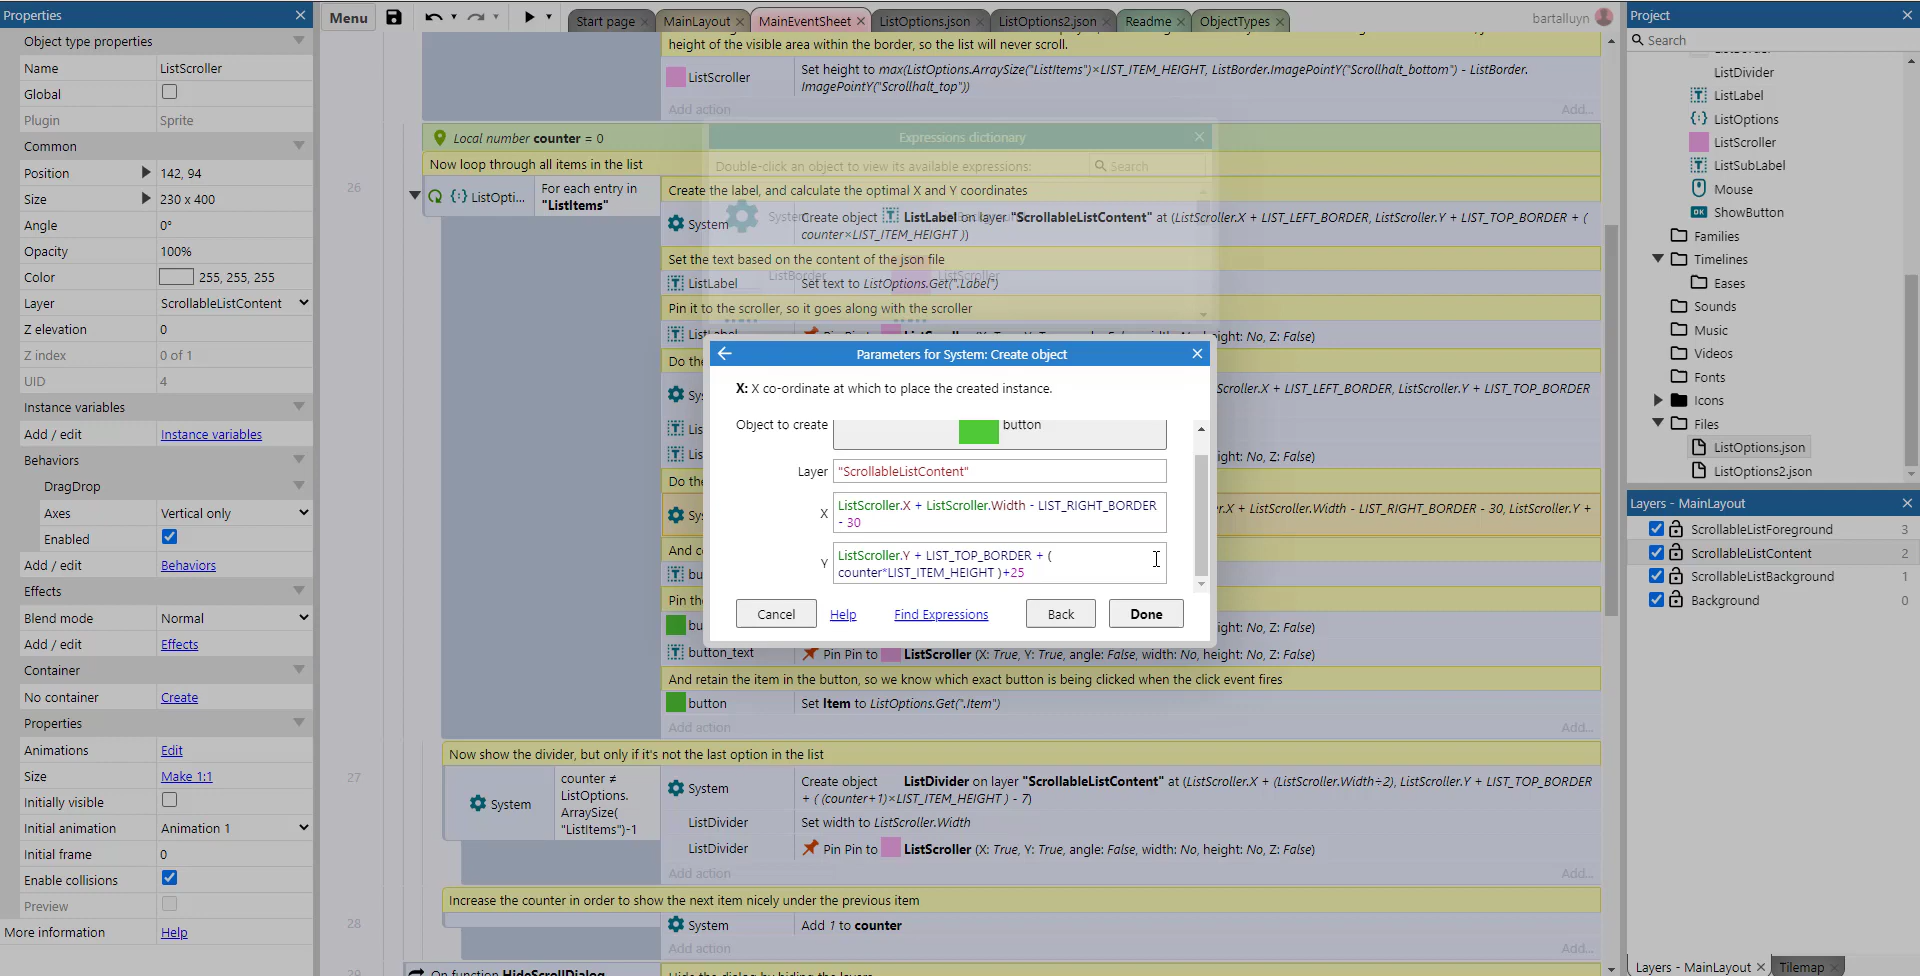 Properties
Object type properties
Name ListScroller
Global
Plugin Sprite
Common
Position 142, 94
Size 230 x 400
Angle 0°
Opacity 100%
Color 255, 255, 255
Layer ScrollableListContent
Z elevation 0
Z index 0 of 1
UID 4
Instance variables
Add / edit Instance variables
Behaviors
DragDrop
Axes Vertical only
Enabled
Add / edit Behaviors
Effects
Blend mode Normal
Add / edit Effects
Container
No container Create
Properties
Animations Edit
Size Make 1:1
Initially visible
Initial animation Animation 1
Initial frame 0
Enable collisions
Preview
More information Help
Menu
Start page MainLayout MainEventSheet ListOptions.json ListOptions2.json Readme ObjectTypes
bartalluyn
height of the visible area within the border, so the list will never scroll.
ListScroller Set height to max(ListOptions.ArraySize("ListItems")×LIST_ITEM_HEIGHT, ListBorder.ImagePointY("Scrollhalt_bottom") - ListBorder.
ImagePointY("Scrollhalt_top"))
Add action Add...
Local number counter = 0
Expressions dictionary
Now loop through all items in the list
Double-click an object to view its available expressions: Search
26
ListOpti... For each entry in
"ListItems"
Create the label, and calculate the optimal X and Y coordinates
System Create object ListLabel on layer "ScrollableListContent" at (ListScroller.X + LIST_LEFT_BORDER, ListScroller.Y + LIST_TOP_BORDER + (
counter×LIST_ITEM_HEIGHT ))
Set the text based on the content of the json file
ListBorder ListScroller
ListLabel Set text to ListOptions.Get(".Label")
Pin it to the scroller, so it goes along with the scroller
height: No, Z: False)
Do the
Scroller.X + LIST_LEFT_BORDER, ListScroller.Y + LIST_TOP_BORDER
height: No, Z: False)
Do the
r.X + ListScroller.Width - LIST_RIGHT_BORDER - 30, ListScroller.Y +
And c
Pin the
height: No, Z: False)
Parameters for System: Create object
X: X co-ordinate at which to place the created instance.
Object to create button
Layer "ScrollableListContent"
X ListScroller.X + ListScroller.Width - LIST_RIGHT_BORDER
- 30
Y ListScroller.Y + LIST_TOP_BORDER + (
counter*LIST_ITEM_HEIGHT )+25
Cancel Help Find Expressions Back Done
button_text Pin Pin to ListScroller (X: True, Y: True, angle: False, width: No, height: No, Z: False)
And retain the item in the button, so we know which exact button is being clicked when the click event fires
button Set Item to ListOptions.Get(".Item")
Add action Add...
Now show the divider, but only if it's not the last option in the list
27
System counter ≠
ListOptions.
ArraySize(
"ListItems")-1
System Create object ListDivider on layer "ScrollableListContent" at (ListScroller.X + (ListScroller.Width÷2), ListScroller.Y + LIST_TOP_BORDER
+ ( (counter+1)×LIST_ITEM_HEIGHT ) - 7)
ListDivider Set width to ListScroller.Width
ListDivider Pin Pin to ListScroller (X: True, Y: True, angle: False, width: No, height: No, Z: False)
Add action Add...
Increase the counter in order to show the next item nicely under the previous item
28
System Add 1 to counter
Add action Add...
29
On function HideScrollDialog
Hide the dialog by hiding the layers
Project
Search
ListDivider
ListLabel
ListOptions
ListScroller
ListSubLabel
Mouse
ShowButton
Families
Timelines
Eases
Sounds
Music
Videos
Fonts
Icons
Files
ListOptions.json
ListOptions2.json
Layers - MainLayout
ScrollableListForeground 3
ScrollableListContent 2
ScrollableListBackground 1
Background 0
Layers - MainLayout Tilemap